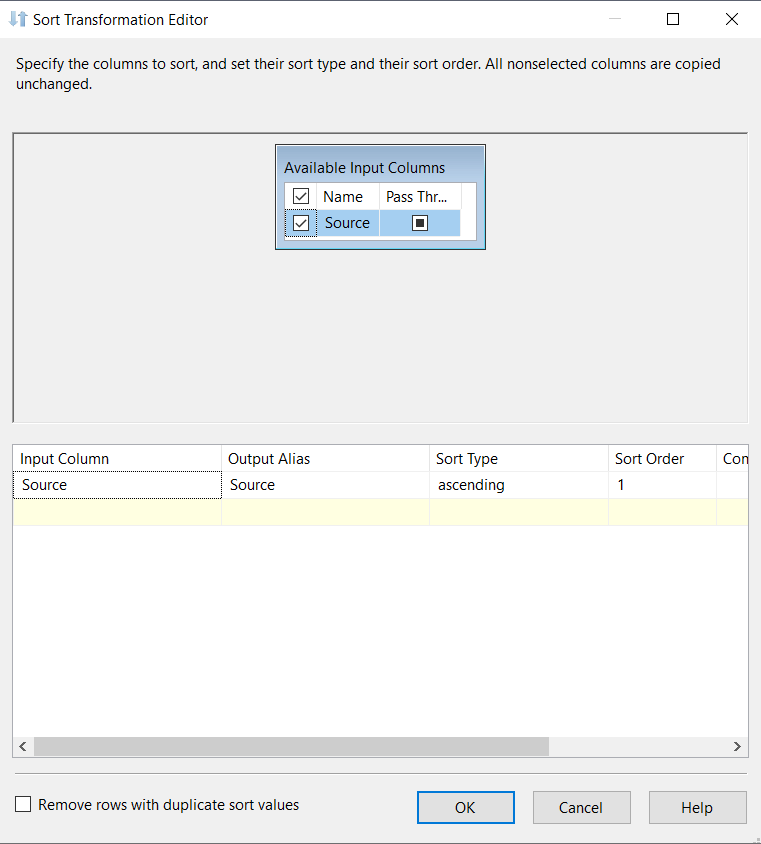 Sort Transformation Editor
Specify the columns to sort, and set their sort type and their sort order. All nonselected columns are copied
unchanged.
Available Input Columns
Name Pass Thr...
Source
Input Column Output Alias Sort Type Sort Order Con
Source Source ascending 1
Remove rows with duplicate sort values OK Cancel Help